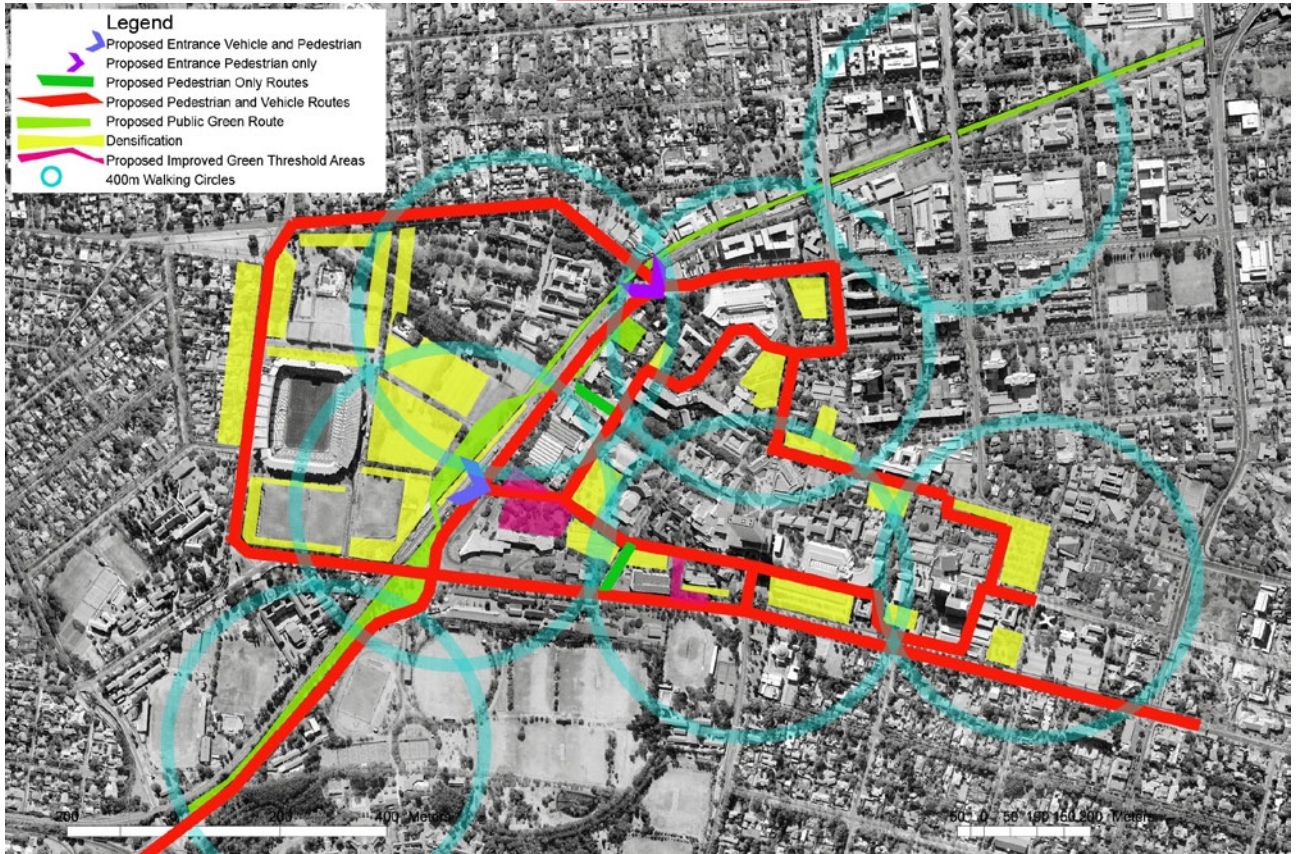 Legend
Proposed Entrance Vehicle and Pedestrian
Proposed Entrance Pedestrian only
Proposed Pedestrian Only Routes
Proposed Pedestrian and Vehicle Routes
Proposed Public Green Route
Densification
Proposed Improved Green Threshold Areas
400m Walking Circles
200 0 200 400 Meters
50 0 50 100 150 200 Meters